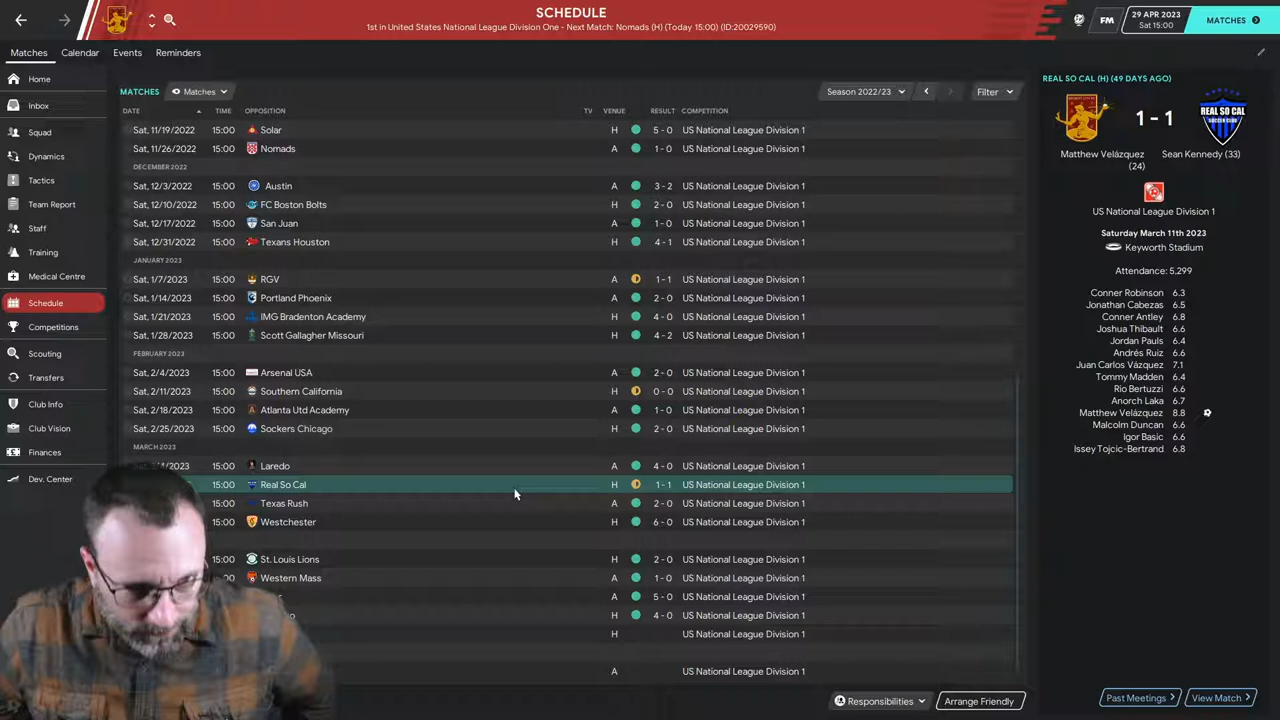 SCHEDULE
1st in United States National League Division One - Next Match: Nomads (H) (Today 15:00) (ID:20029590)
FM
29 APR 2023
Sat 15:00
MATCHES
Matches Calendar Events Reminders
Home
Inbox
Squad
Dynamics
Tactics
Team Report
Staff
Training
Medical Centre
Schedule
Competitions
Scouting
Transfers
Club Info
Club Vision
Finances
Dev. Center
MATCHES Matches Season 2022/23 Filter
DATE TIME OPPOSITION TV VENUE RESULT COMPETITION
Sat, 11/19/2022 15:00 Solar H 5 - 0 US National League Division 1
Sat, 11/26/2022 15:00 Nomads A 1 - 0 US National League Division 1
DECEMBER 2022
Sat, 12/3/2022 15:00 Austin A 3 - 2 US National League Division 1
Sat, 12/10/2022 15:00 FC Boston Bolts H 2 - 0 US National League Division 1
Sat, 12/17/2022 15:00 San Juan A 1 - 0 US National League Division 1
Sat, 12/31/2022 15:00 Texans Houston H 4 - 1 US National League Division 1
JANUARY 2023
Sat, 1/7/2023 15:00 RGV A 1 - 1 US National League Division 1
Sat, 1/14/2023 15:00 Portland Phoenix H 2 - 0 US National League Division 1
Sat, 1/21/2023 15:00 IMG Bradenton Academy A 4 - 0 US National League Division 1
Sat, 1/28/2023 15:00 Scott Gallagher Missouri H 4 - 2 US National League Division 1
FEBRUARY 2023
Sat, 2/4/2023 15:00 Arsenal USA A 2 - 0 US National League Division 1
Sat, 2/11/2023 15:00 Southern California H 0 - 0 US National League Division 1
Sat, 2/18/2023 15:00 Atlanta Utd Academy A 1 - 0 US National League Division 1
Sat, 2/25/2023 15:00 Sockers Chicago H 2 - 0 US National League Division 1
MARCH 2023
/2023 15:00 Laredo A 4 - 0 US National League Division 1
15:00 Real So Cal H 1 - 1 US National League Division 1
15:00 Texas Rush A 2 - 0 US National League Division 1
15:00 Westchester H 6 - 0 US National League Division 1
15:00 St. Louis Lions H 2 - 0 US National League Division 1
15:00 Western Mass A 1 - 0 US National League Division 1
A 5 - 0 US National League Division 1
H 4 - 0 US National League Division 1
H US National League Division 1
A US National League Division 1
Responsibilities Arrange Friendly
REAL SO CAL (H) (49 DAYS AGO)
1 - 1
REAL SO CAL
SOCCER CLUB
Matthew Velázquez (24)
Sean Kennedy (33)
US National League Division 1
Saturday March 11th 2023
Keyworth Stadium
Attendance: 5,299
Conner Robinson 6.3
Jonathan Cabezas 6.5
Conner Antley 6.8
Joshua Thibault 6.6
Jordan Pauls 6.4
Andrés Ruiz 6.6
Juan Carlos Vázquez 7.1
Tommy Madden 6.4
Rio Bertuzzi 6.6
Anorch Laka 6.7
Matthew Velázquez 8.8
Malcolm Duncan 6.6
Igor Basic 6.6
Issey Tojcic-Bertrand 6.8
Past Meetings View Match